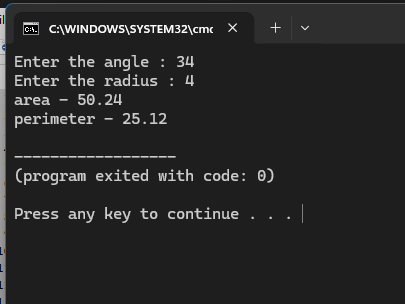 C:\WINDOWS\SYSTEM32\cmd
Enter the angle : 34
Enter the radius : 4
area - 50.24
perimeter - 25.12
------------------
(program exited with code: 0)
Press any key to continue . . .